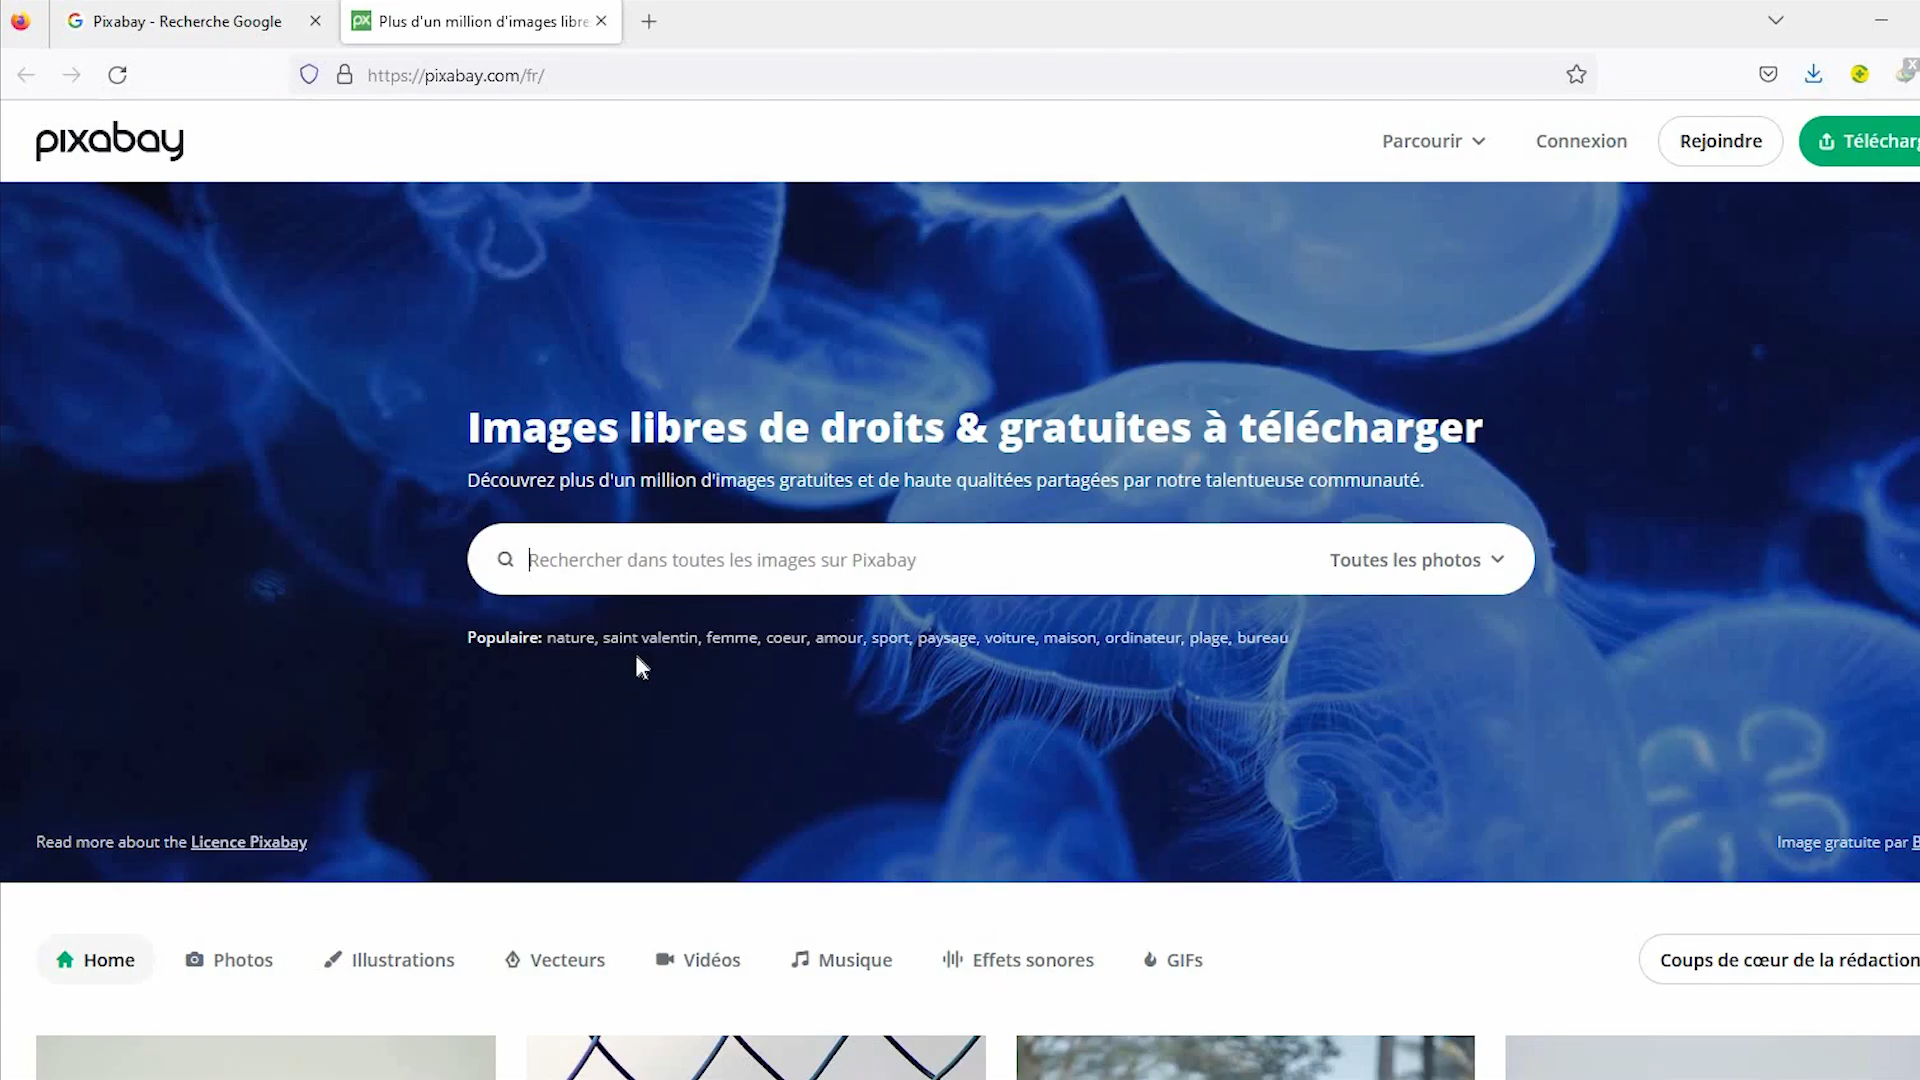 Pixabay - Recherche Google
Plus d'un million d'images libre
https://pixabay.com/fr/
pixabay
Parcourir
Connexion
Rejoindre
Télécharg
Images libres de droits & gratuites à télécharger
Découvrez plus d'un million d'images gratuites et de haute qualitées partagées par notre talentueuse communauté.
Rechercher dans toutes les images sur Pixabay
Toutes les photos
Populaire: nature, saint valentin, femme, coeur, amour, sport, paysage, voiture, maison, ordinateur, plage, bureau
Read more about the Licence Pixabay
Image gratuite par B
Home
Photos
Illustrations
Vecteurs
Vidéos
Musique
Effets sonores
GIFs
Coups de cœur de la rédaction